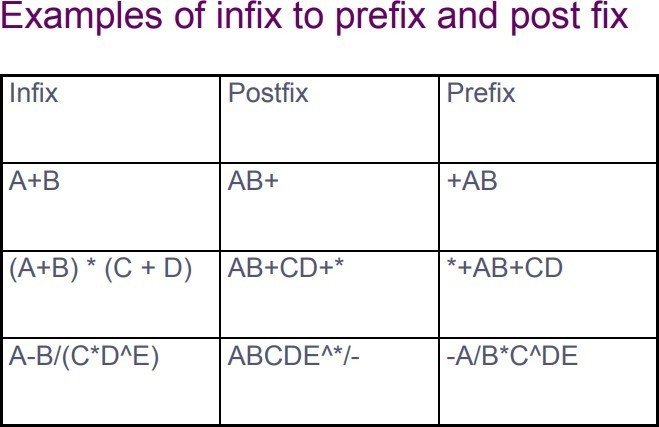 Examples of infix to prefix and post fix
Infix Postfix Prefix
A+B AB+ +AB
(A+B) * (C + D) AB+CD+* *+AB+CD
A-B/(C*D^E) ABCDE^*/- -A/B*C^DE